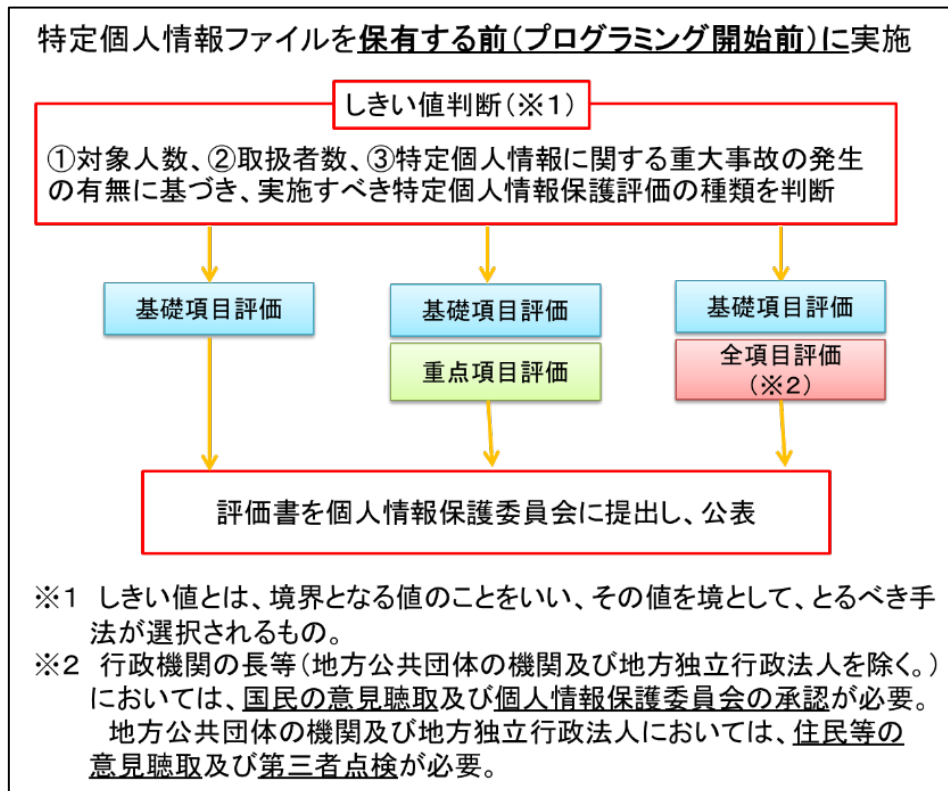 特定個人情報ファイルを保有する前(プログラミング開始前)に実施
しきい値判断(※1)
①対象人数、②取扱者数、③特定個人情報に関する重大事故の発生
の有無に基づき、実施すべき特定個人情報保護評価の種類を判断
基礎項目評価
基礎項目評価
重点項目評価
基礎項目評価
全項目評価
(※2)
評価書を個人情報保護委員会に提出し、公表
※1 しきい値とは、境界となる値のことをいい、その値を境として、とるべき手
法が選択されるもの。
※2 行政機関の長等(地方公共団体の機関及び地方独立行政法人を除く。)
においては、国民の意見聴取及び個人情報保護委員会の承認が必要。
地方公共団体の機関及び地方独立行政法人においては、住民等の
意見聴取及び第三者点検が必要。